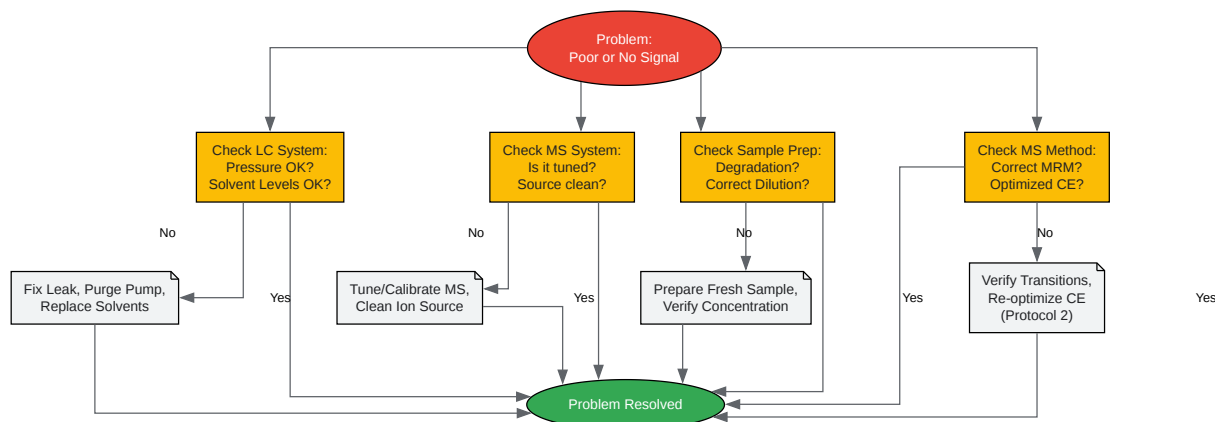 Problem:
Poor or No Signal
Check LC System:
Pressure OK?
Solvent Levels OK?
Check MS System:
Is it tuned?
Source clean?
Check Sample Prep:
Degradation?
Correct Dilution?
Check MS Method:
Correct MRM?
Optimized CE?
No
No
No
No
Fix Leak, Purge Pump,
Replace Solvents
Yes
Tune/Calibrate MS,
Clean Ion Source
Yes
Prepare Fresh Sample,
Verify Concentration
Yes
Verify Transitions,
Re-optimize CE
(Protocol 2)
Yes
Problem Resolved